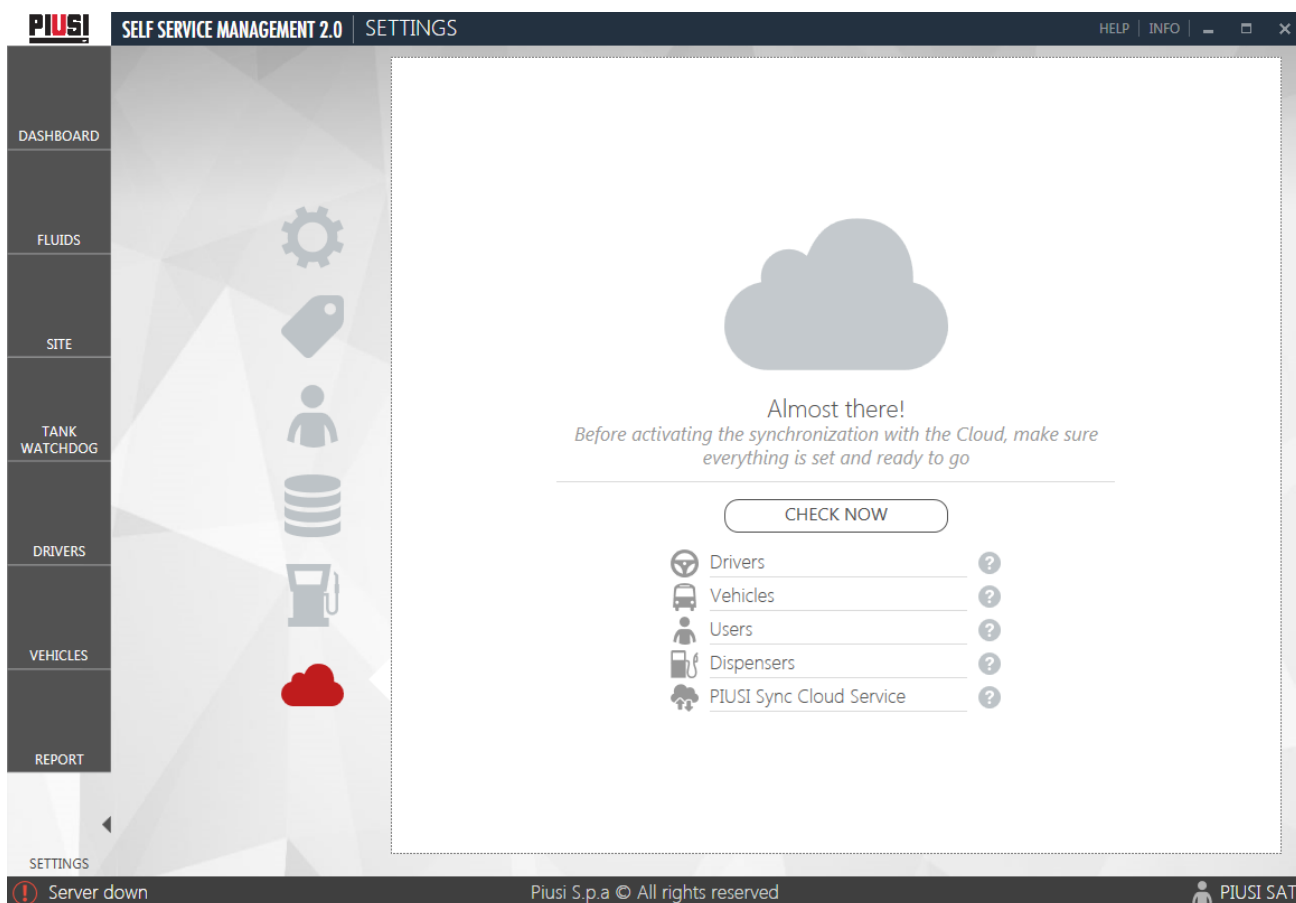 PIUSI SELF SERVICE MANAGEMENT 2.0 SETTINGS HELP INFO
DASHBOARD
FLUIDS
SITE
TANK
WATCHDOG
DRIVERS
VEHICLES
REPORT
SETTINGS
Almost there!
Before activating the synchronization with the Cloud, make sure
everything is set and ready to go
CHECK NOW
Drivers ?
Vehicles ?
Users ?
Dispensers ?
PIUSI Sync Cloud Service ?
! Server down Piusi S.p.a © All rights reserved PIUSI SAT